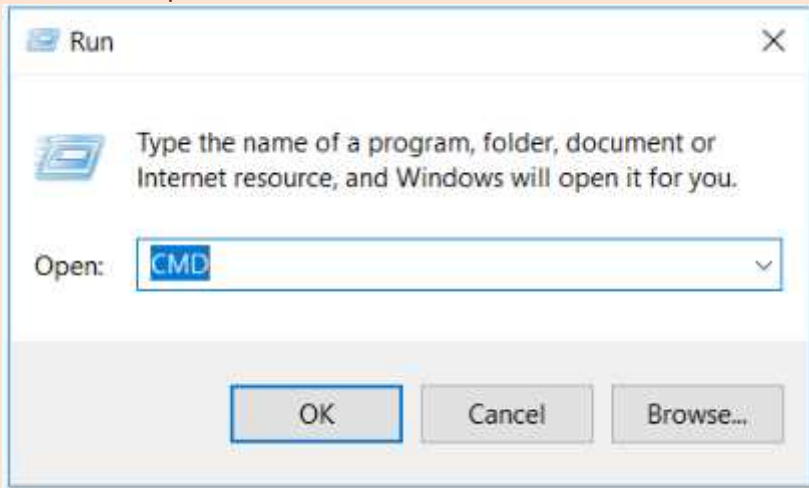 Run
Type the name of a program, folder, document or
Internet resource, and Windows will open it for you.
Open: CMD
OK Cancel Browse...